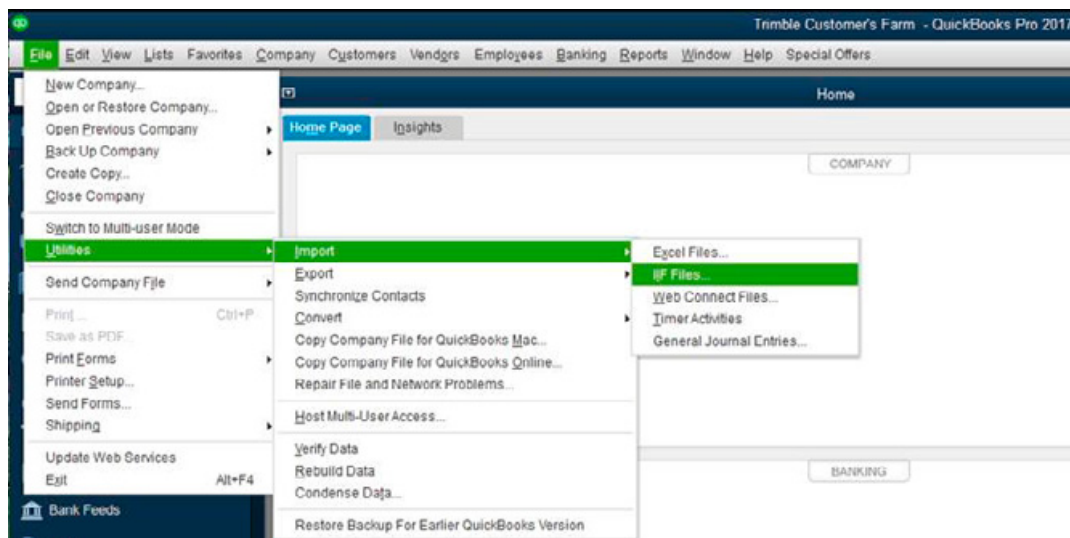 Trimble Customer's Farm - QuickBooks Pro 2017
File Edit View Lists Favorites Company Customers Vendors Employees Banking Reports Window Help Special Offers
New Company...
Open or Restore Company...
Open Previous Company
Back Up Company
Create Copy...
Close Company
Switch to Multi-user Mode
Utilities
Send Company File
Print ... Ctrl+P
Save as PDF...
Print Forms
Printer Setup...
Send Forms...
Shipping
Update Web Services
Exit Alt+F4
Bank Feeds
Home
Home Page Insights
COMPANY
Import
Export
Synchronize Contacts
Convert
Copy Company File for QuickBooks Mac...
Copy Company File for QuickBooks Online...
Repair File and Network Problems...
Host Multi-User Access...
Verify Data
Rebuild Data
Condense Data...
Restore Backup For Earlier QuickBooks Version
Excel Files...
IIF Files...
Web Connect Files...
Timer Activities
General Journal Entries...
BANKING